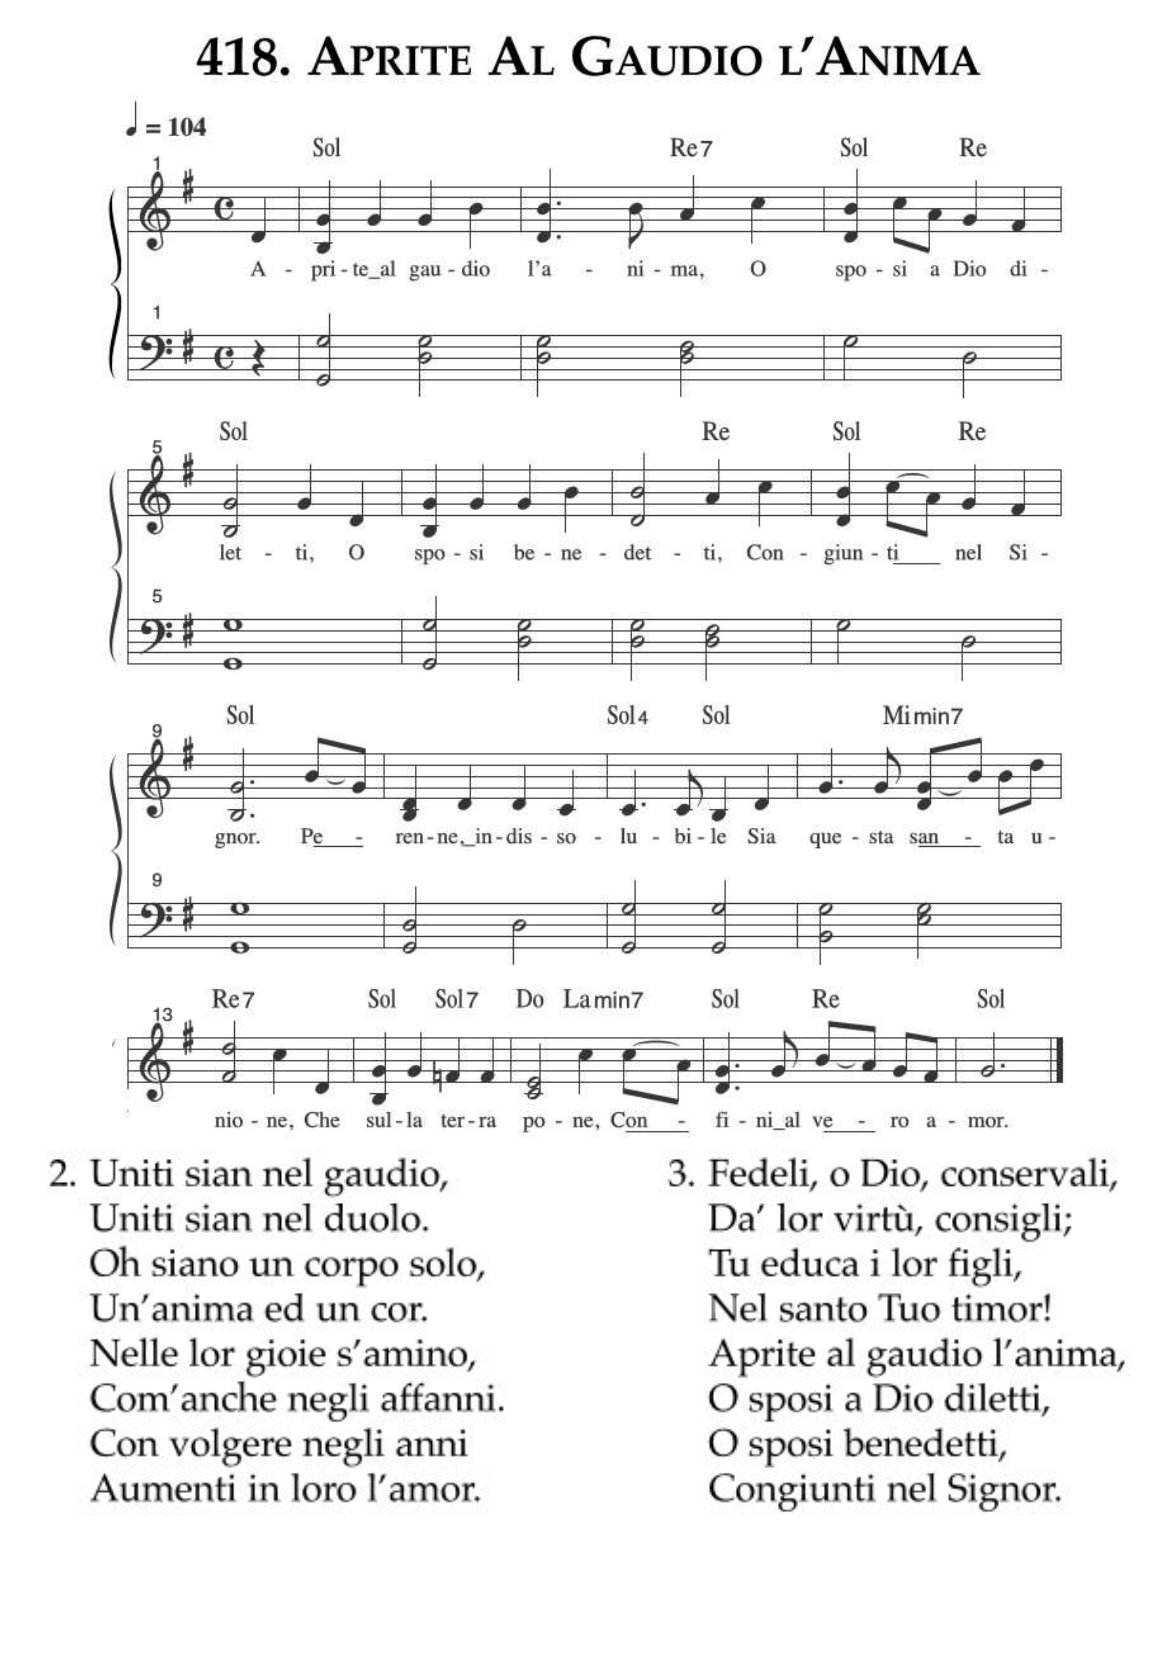 418. Aprite Al Gaudio l'Anima
= 104
Sol Re7 Sol Re
1
A - pri - te_al gau - dio l'a - ni - ma, O spo - si a Dio di -
1
Sol Re Sol Re
5
let - ti, O spo - si be - ne - det - ti, Con - giun - ti nel Si -
5
Sol Sol4 Sol Mimin7
9
gnor. Pe - ren - ne,_in - dis - so - lu - bi - le Sia que - sta san - ta u -
9
Re7 Sol Sol7 Do Lamin7 Sol Re Sol
13
nio - ne, Che sul - la ter - ra po - ne, Con - fi - ni_al ve - ro a - mor.
2. Uniti sian nel gaudio,
Uniti sian nel duolo.
Oh siano un corpo solo,
Un'anima ed un cor.
Nelle lor gioie s'amino,
Com'anche negli affanni.
Con volgere negli anni
Aumenti in loro l'amor.
3. Fedeli, o Dio, conservali,
Da' lor virtù, consigli;
Tu educa i lor figli,
Nel santo Tuo timor!
Aprite al gaudio l'anima,
O sposi a Dio diletti,
O sposi benedetti,
Congiunti nel Signor.